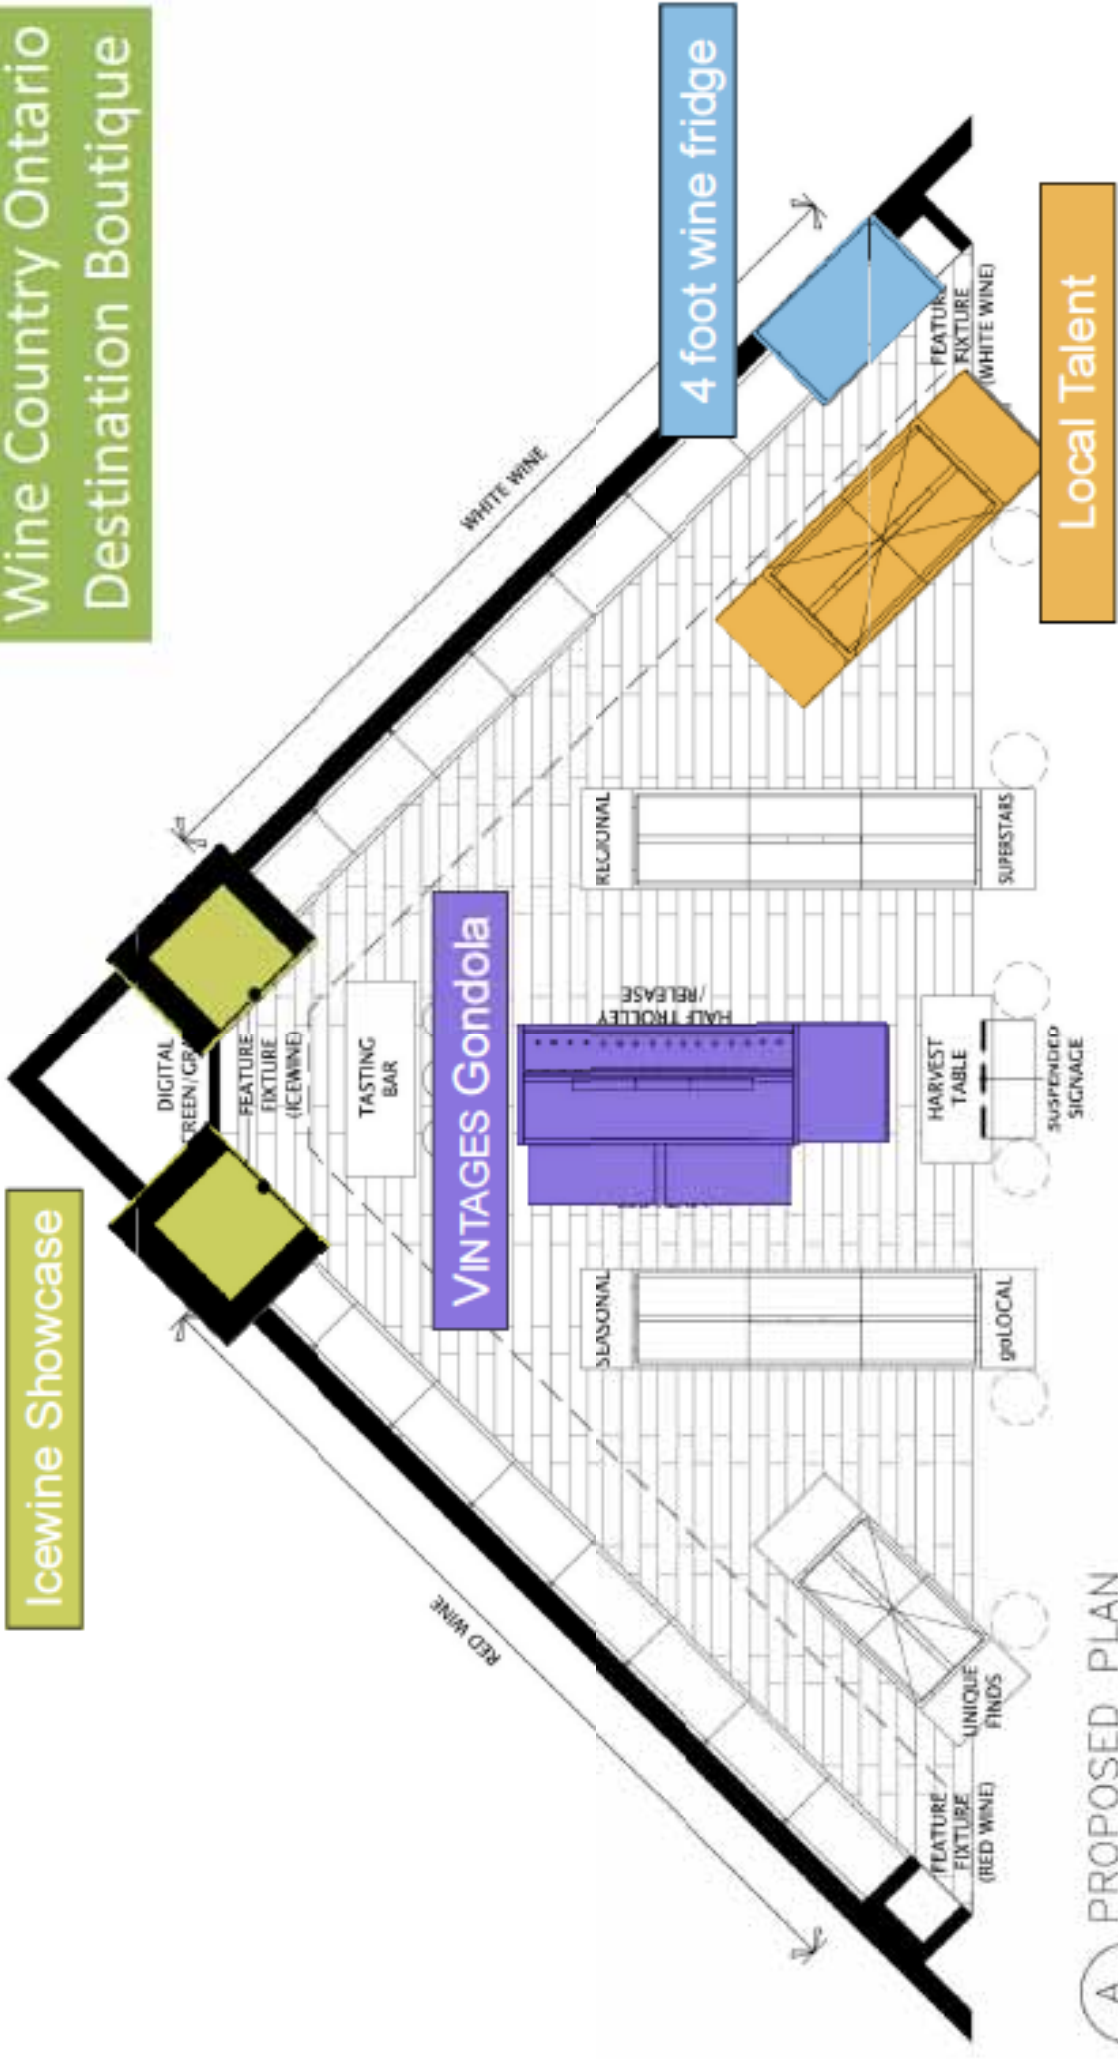 Wine Country Ontario
Destination Boutique
Icewine Showcase
4 foot wine fridge
Local Talent
VINTAGES Gondola
WHITE WINE
RED WINE
DIGITAL
REEN/GR
FEATURE
FIXTURE
(ICEWINE)
TASTING
BAR
HALF TROLLEY
/RELEASE
HARVEST
TABLE
SUSPENDED
SIGNAGE
REGIONAL
SUPERSTARS
SEASONAL
goLOCAL
UNIQUE
FINDS
FEATURE
FIXTURE
(RED WINE)
FEATURE
FIXTURE
(WHITE WINE)
A PROPOSED PLAN